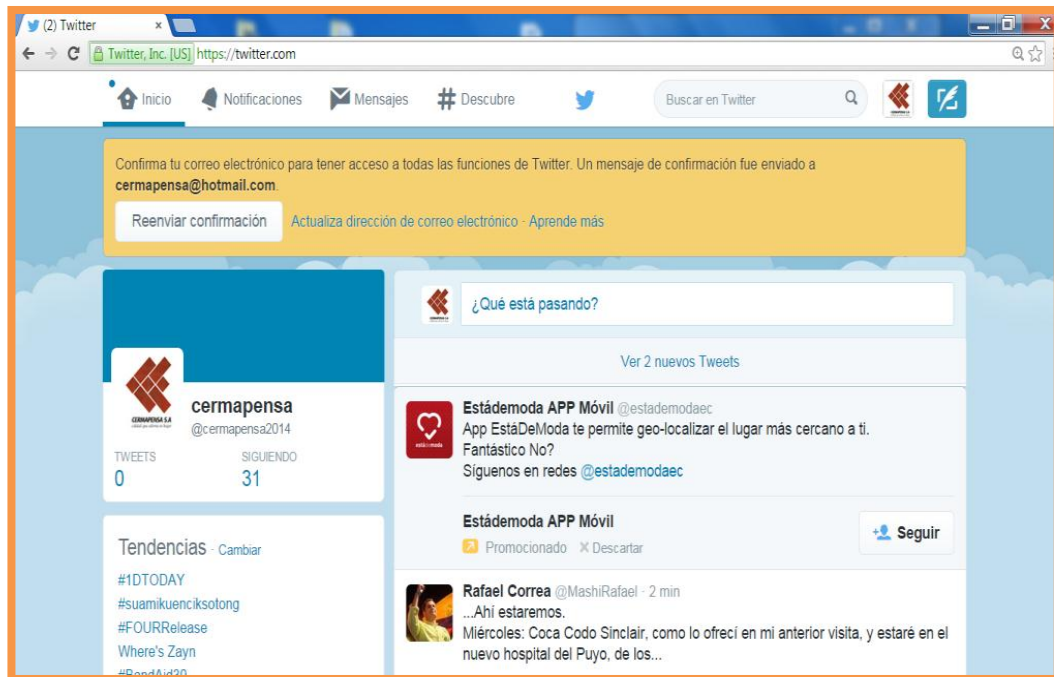 (2) Twitter
Twitter, Inc. [US] https://twitter.com
Inicio Notificaciones Mensajes # Descubre Buscar en Twitter
Confirma tu correo electrónico para tener acceso a todas las funciones de Twitter. Un mensaje de confirmación fue enviado a
cermapensa@hotmail.com.
Reenviar confirmación Actualiza dirección de correo electrónico · Aprende más
¿Qué está pasando?
Ver 2 nuevos Tweets
CERMAPENSA S.A
cermapensa
@cermapensa2014
TWEETS SIGUIENDO
0 31
Tendencias · Cambiar
#1DTODAY
#suamikuenciksotong
#FOURRelease
Where's Zayn
#BandAid30
Estádemoda APP Móvil @estademodaec
App EstáDeModa te permite geo-localizar el lugar más cercano a ti.
Fantástico No?
Síguenos en redes @estademodaec
Estádemoda APP Móvil
Promocionado Descartar
Seguir
Rafael Correa @MashiRafael · 2 min
...Ahí estaremos.
Miércoles: Coca Codo Sinclair, como lo ofrecí en mi anterior visita, y estaré en el
nuevo hospital del Puyo, de los...